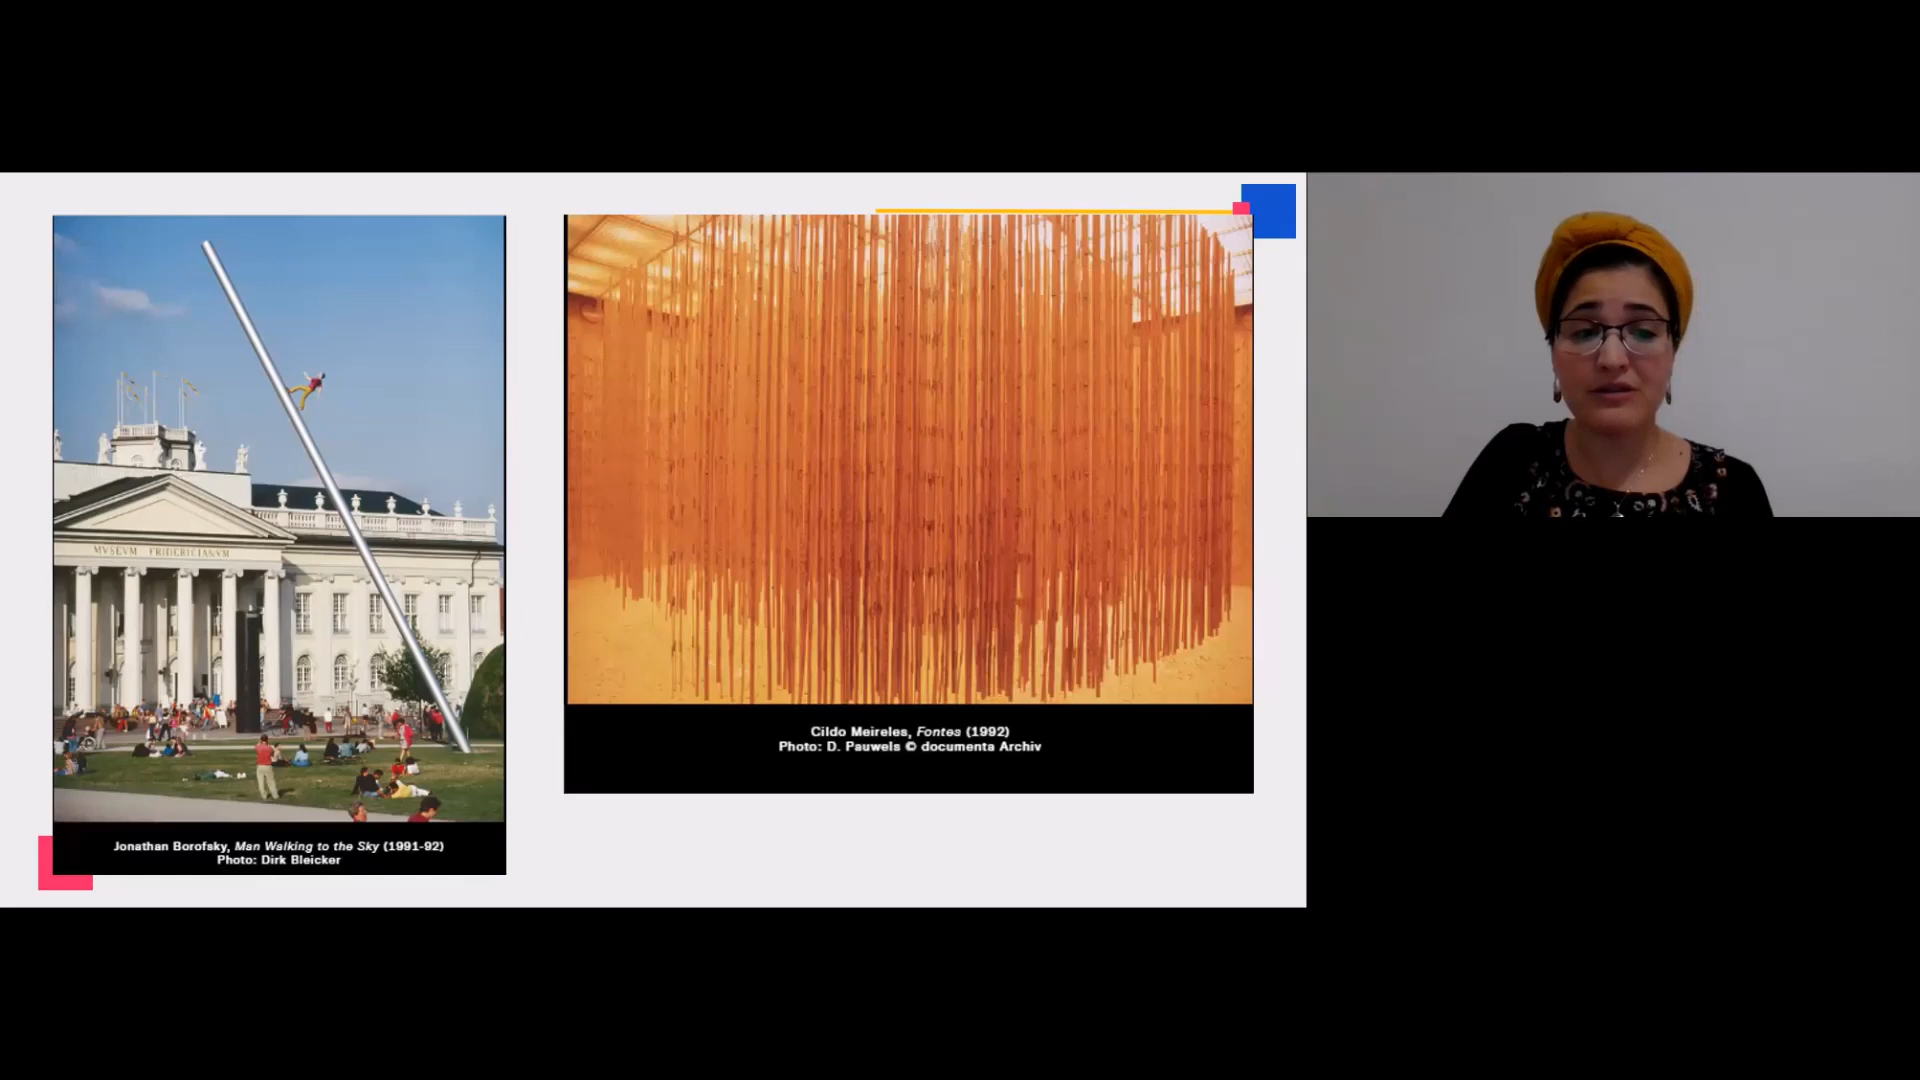 MVSEVM FRIDERICIANVM
Jonathan Borofsky, Man Walking to the Sky (1991-92)
Photo: Dirk Bleicker
Cildo Meireles, Fontes (1992)
Photo: D. Pauwels © documenta Archiv